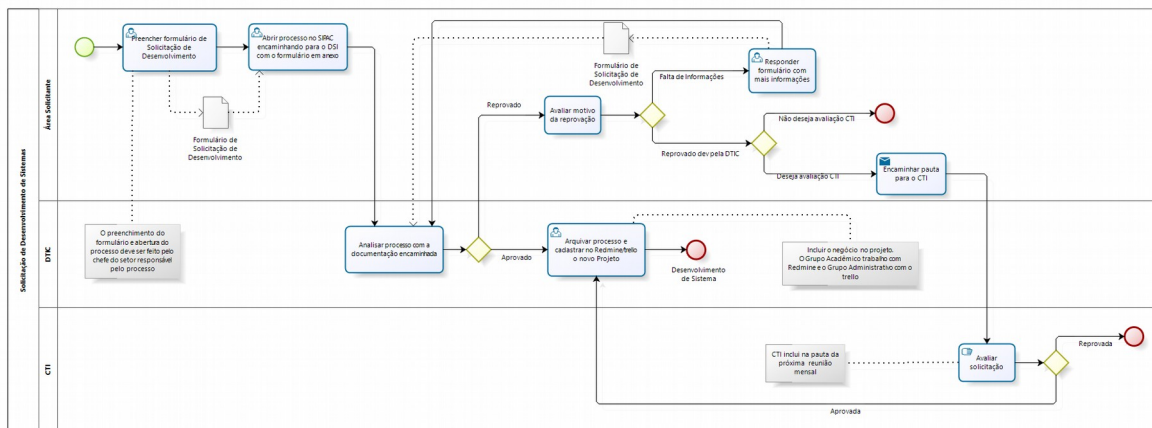 Solicitação de Desenvolvimento de Sistemas
Área Solicitante
Preencher formulário de
Solicitação de
Desenvolvimento
Abrir processo no SIPAC
encaminhando para o DSI
com o formulário em anexo
Formulário de
Solicitação de
Desenvolvimento
Formulário de
Solicitação de
Desenvolvimento
Responder
formulário com
mais informações
Falta de Informações
Reprovado
Avaliar motivo
da reprovação
Reprovado dev pela DTIC
Não deseja avaliação CTI
Deseja avaliação CTI
Encaminhar pauta
para o CTI
DTIC
O preenchimento do
formulário e abertura do
processo deve ser feito pelo
chefe do setor responsável
pelo processo
Analisar processo com a
documentação encaminhada
Aprovado
Arquivar processo e
cadastrar no Redmine/trello
o novo Projeto
Desenvolvimento
de Sistema
Incluir o negócio no projeto.
O Grupo Acadêmico trabalho com
Redmine e o Grupo Administrativo com o
trello
CTI
CTI inclui na pauta da
próxima reunião
mensal
Avaliar
solicitação
Reprovada
Aprovada